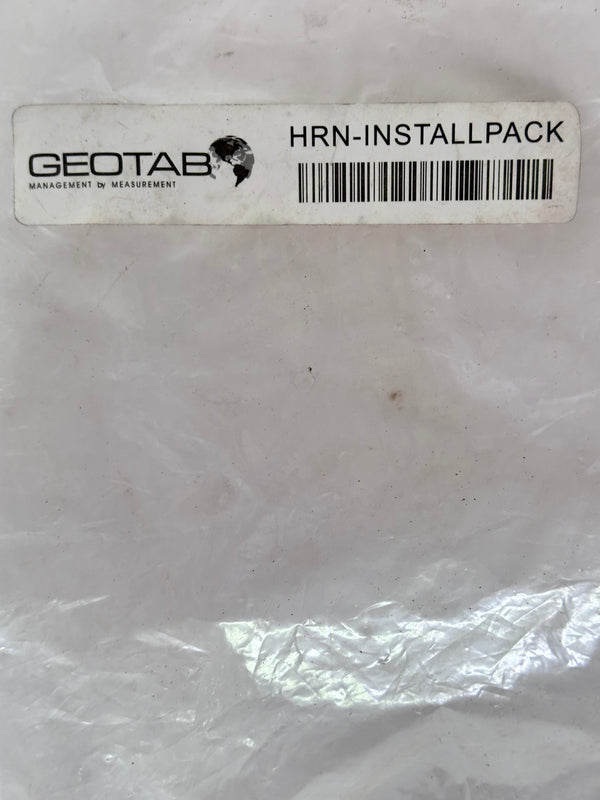 GEOTAB
MANAGEMENT by MEASUREMENT
HRN-INSTALLPACK